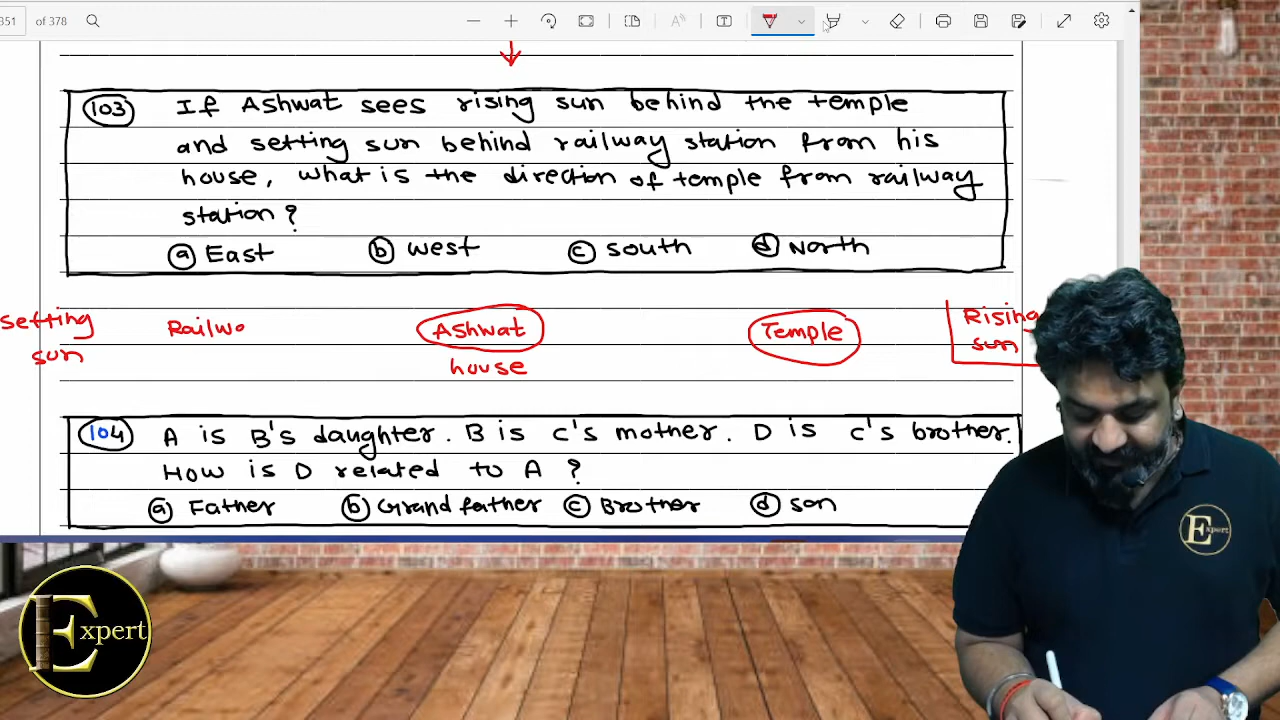 351 of 378
103 If Ashwat sees rising sun behind the temple
and setting sun behind railway station from his
house, what is the direction of temple from railway
station?
a East b west c south d North
setting sun Railwa Ashwat house Temple Rising sun
104 A is B's daughter. B is c's mother. D is c's brother.
How is D related to A ?
a Father b Grand father c Brother d son
Expert
Expert